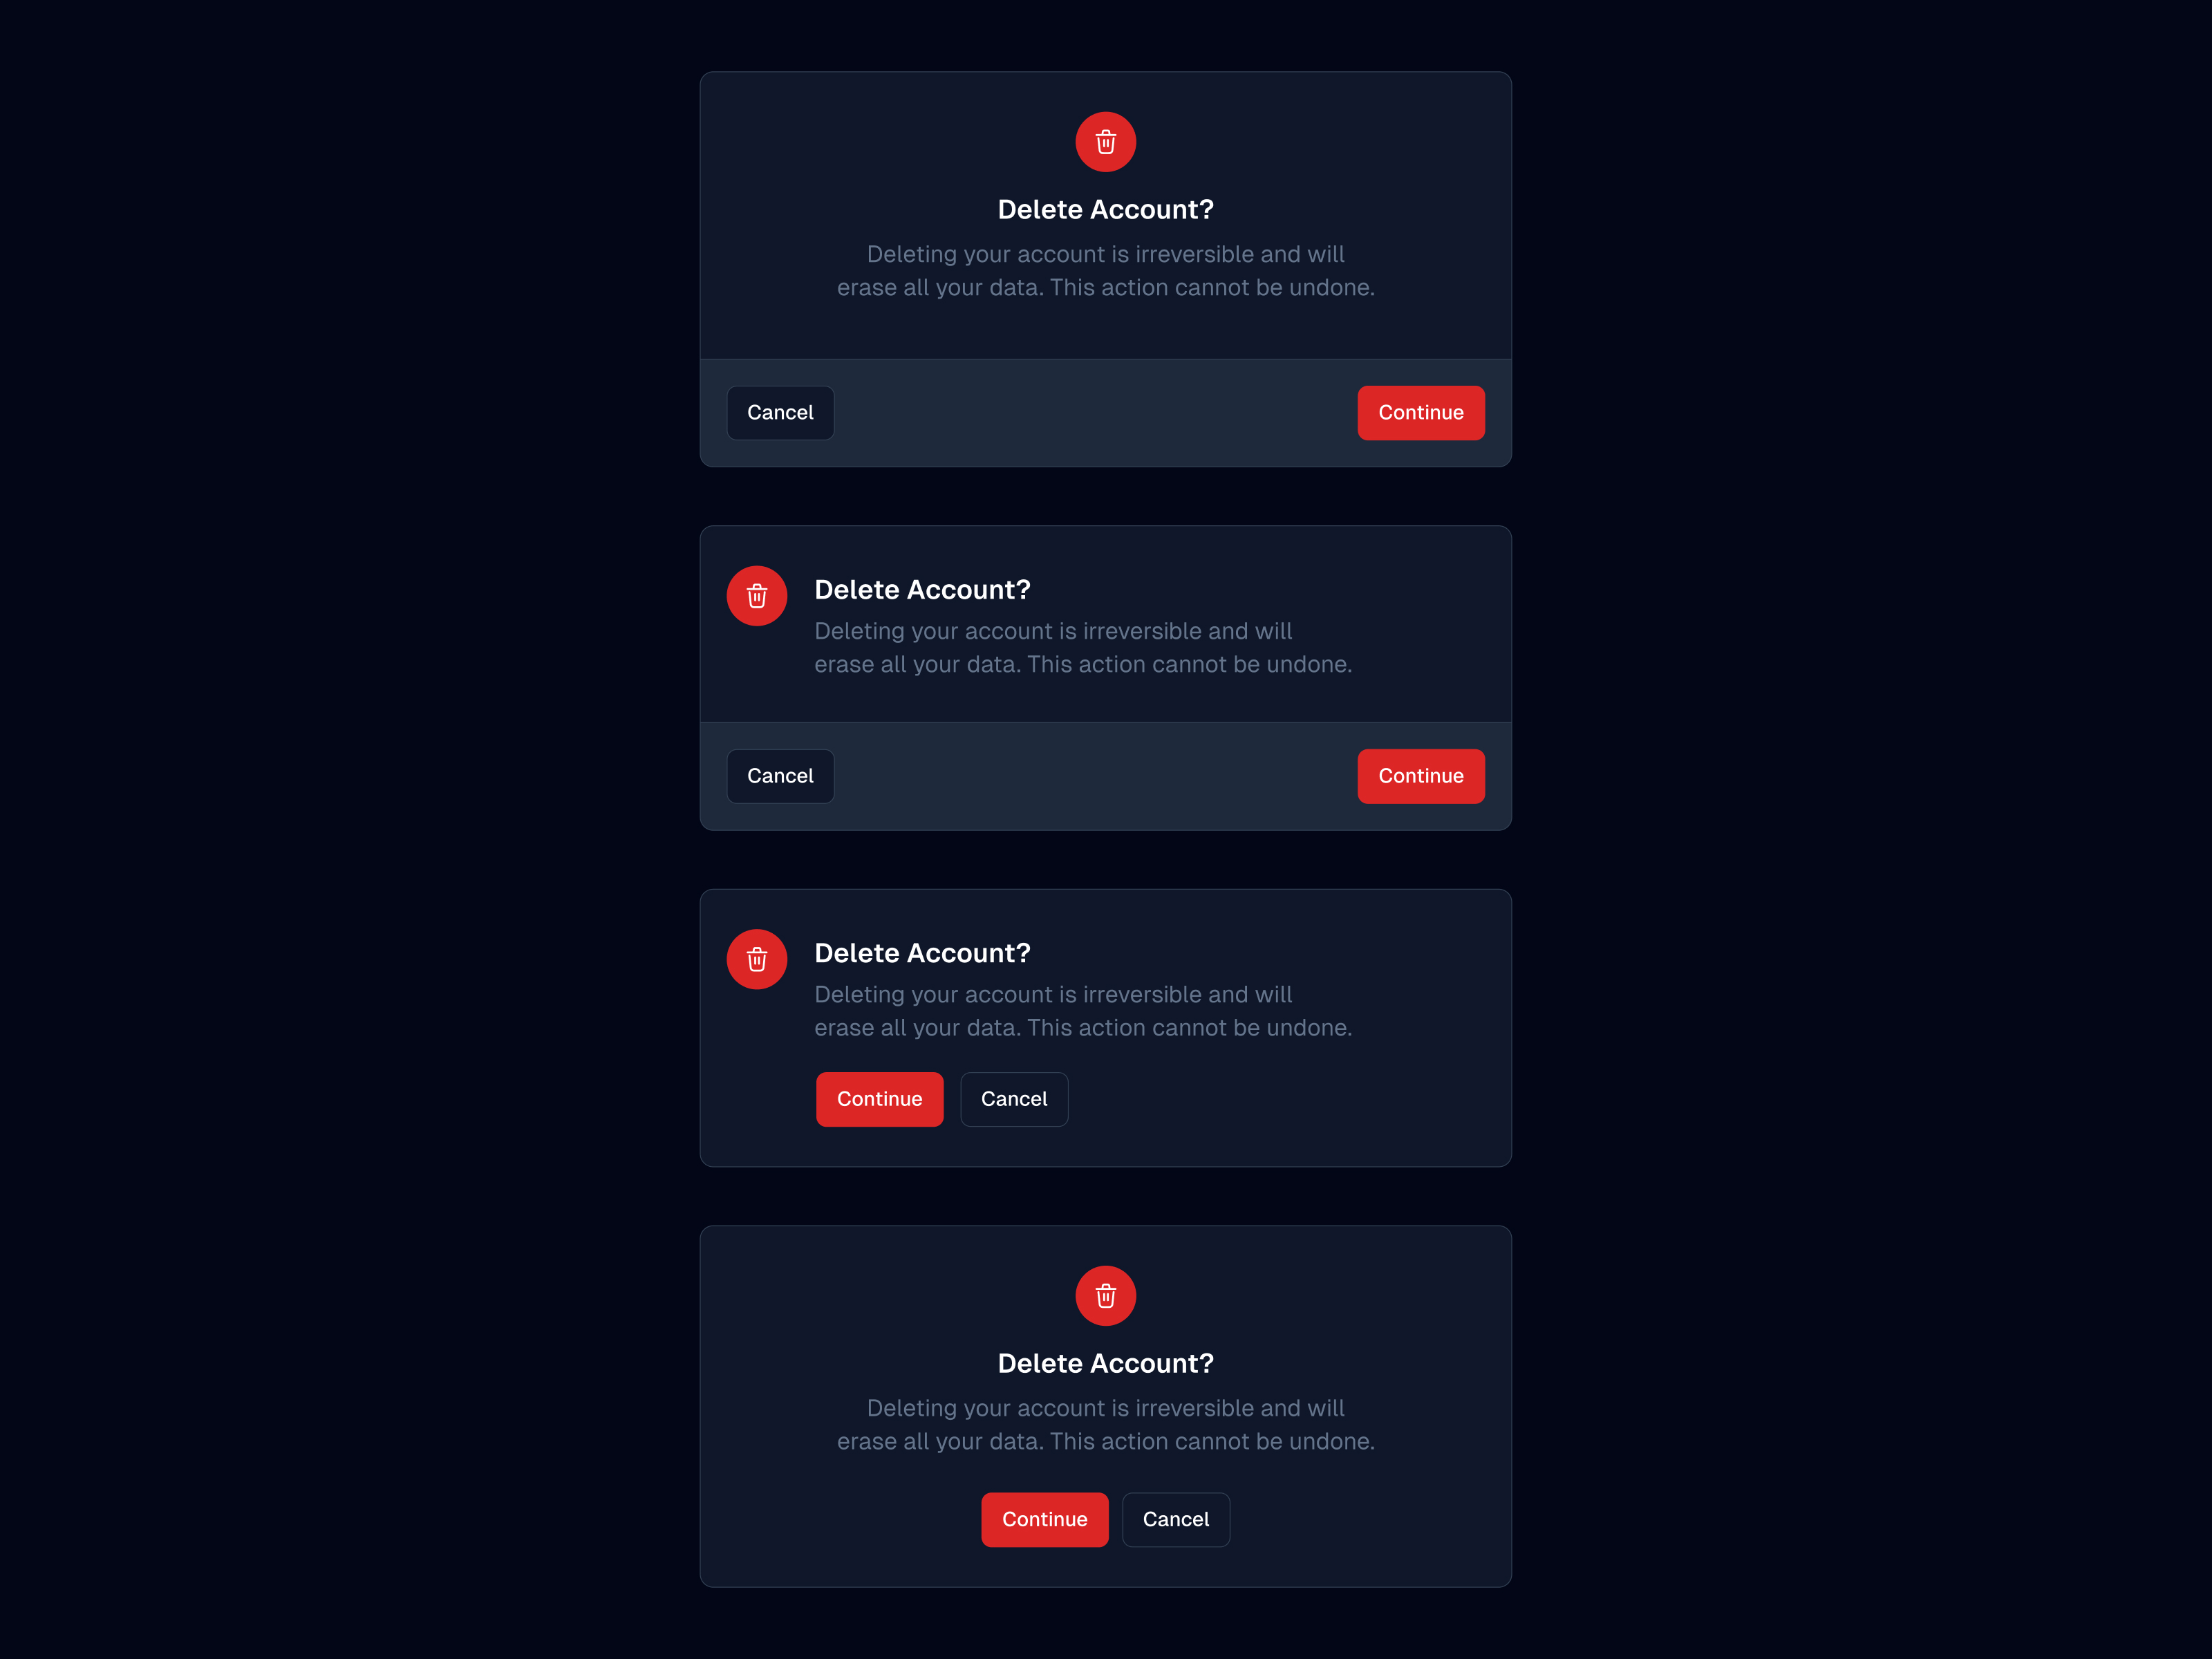 Delete Account?
Deleting your account is irreversible and will
erase all your data. This action cannot be undone.
Cancel
Continue
Delete Account?
Deleting your account is irreversible and will
erase all your data. This action cannot be undone.
Cancel
Continue
Delete Account?
Deleting your account is irreversible and will
erase all your data. This action cannot be undone.
Continue
Cancel
Delete Account?
Deleting your account is irreversible and will
erase all your data. This action cannot be undone.
Continue
Cancel